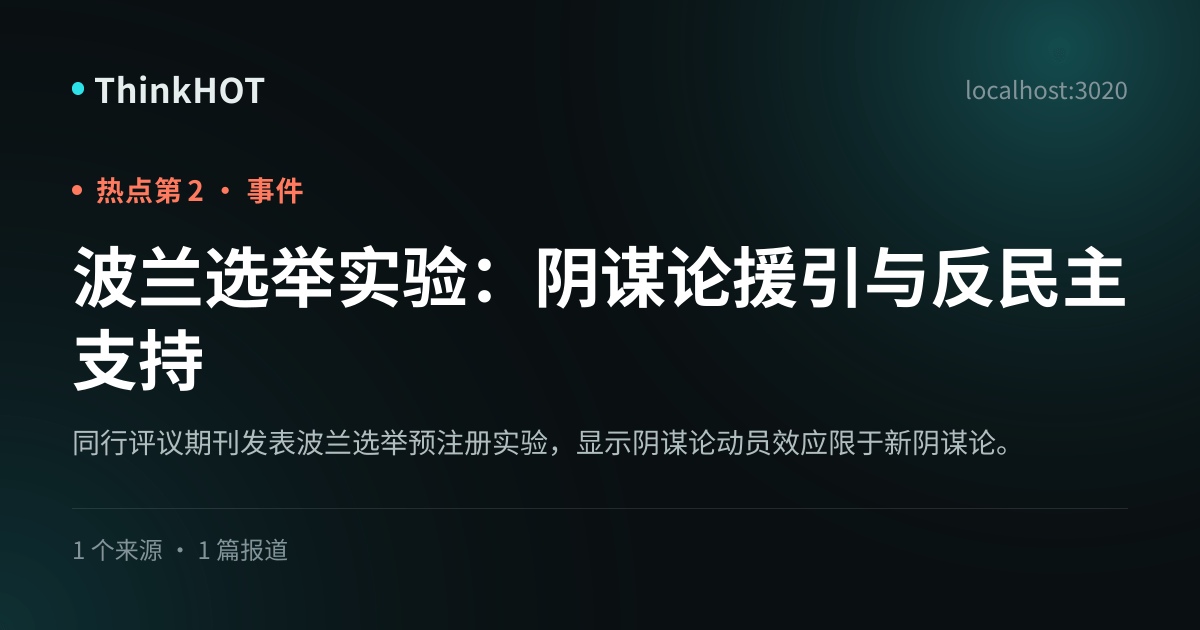 ThinkHOT
localhost:3020
热点第 2 · 事件
波兰选举实验：阴谋论援引与反民主
支持
同行评议期刊发表波兰选举预注册实验，显示阴谋论动员效应限于新阴谋论。
1 个来源 · 1 篇报道